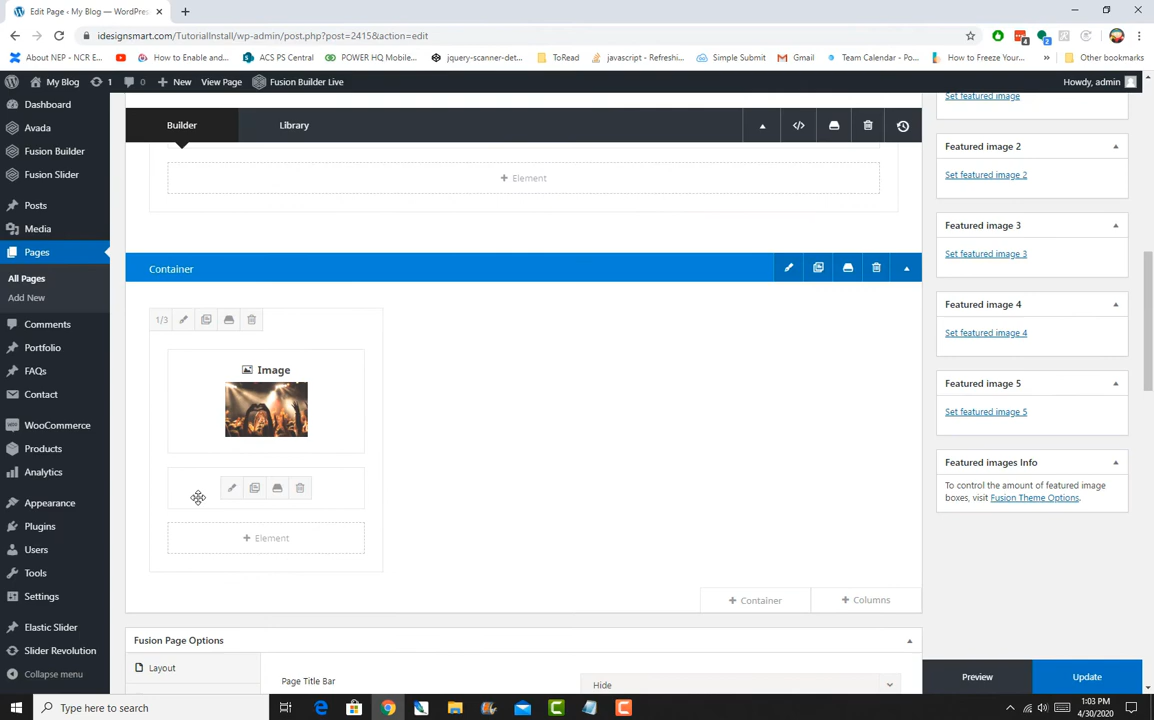 Edit Page ‹ My Blog — WordPres
idesignsmart.com/TutorialInstall/wp-admin/post.php?post=2415&action=edit
About NEP - NCR E...
How to Enable and...
ACS PS Central
POWER HQ Mobile...
jquery-scanner-det...
ToRead
javascript - Refreshi...
Simple Submit
Gmail
Team Calendar - Po...
How to Freeze Your...
»
Other bookmarks
My Blog
1
0
New
View Page
Fusion Builder Live
Howdy, admin
Dashboard
Avada
Fusion Builder
Fusion Slider
Posts
Media
Pages
All Pages
Add New
Comments
Portfolio
FAQs
Contact
WooCommerce
Products
Analytics
Appearance
Plugins
Users
Tools
Settings
Elastic Slider
Slider Revolution
Collapse menu
Builder
Library
+ Element
Container
1/3
Image
+ Element
+ Container
+ Columns
Fusion Page Options
Layout
Page Title Bar
Hide
Set featured image
Featured image 2
Set featured image 2
Featured image 3
Set featured image 3
Featured image 4
Set featured image 4
Featured image 5
Set featured image 5
Featured images Info
To control the amount of featured image
boxes, visit Fusion Theme Options.
Preview
Update
Type here to search
1:03 PM
4/30/2020